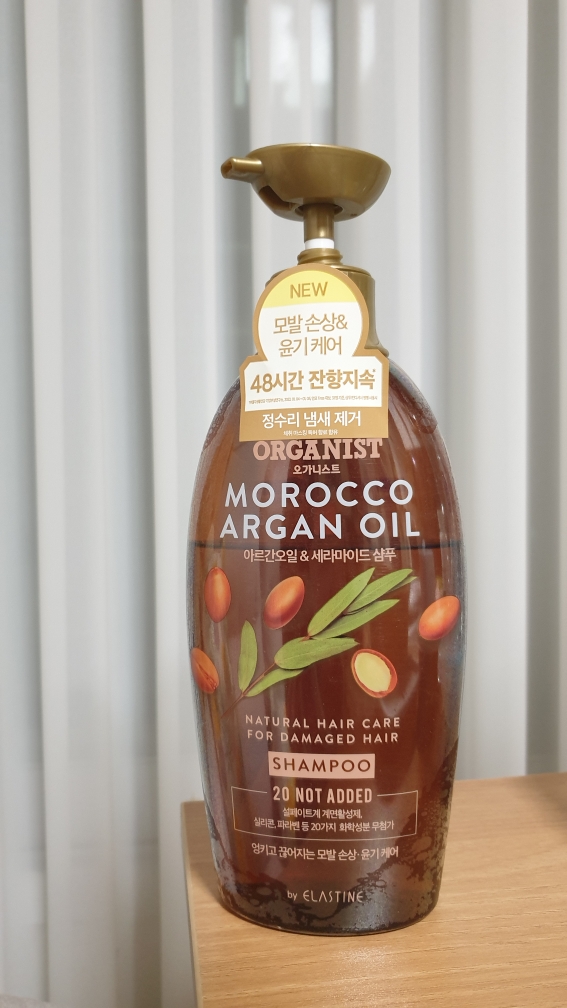 NEW
모발 손상&
윤기 케어
48시간 잔향지속
정수리 냄새 제거
ORGANIST
오가니스트
MOROCCO
ARGAN OIL
아르간오일 & 세라마이드 샴푸
NATURAL HAIR CARE
FOR DAMAGED HAIR
SHAMPOO
20 NOT ADDED
설페이트계 계면활성제,
실리콘, 파라벤 등 20가지 화학성분 무첨가
엉키고 끊어지는 모발 손상·윤기 케어
by ELASTINE